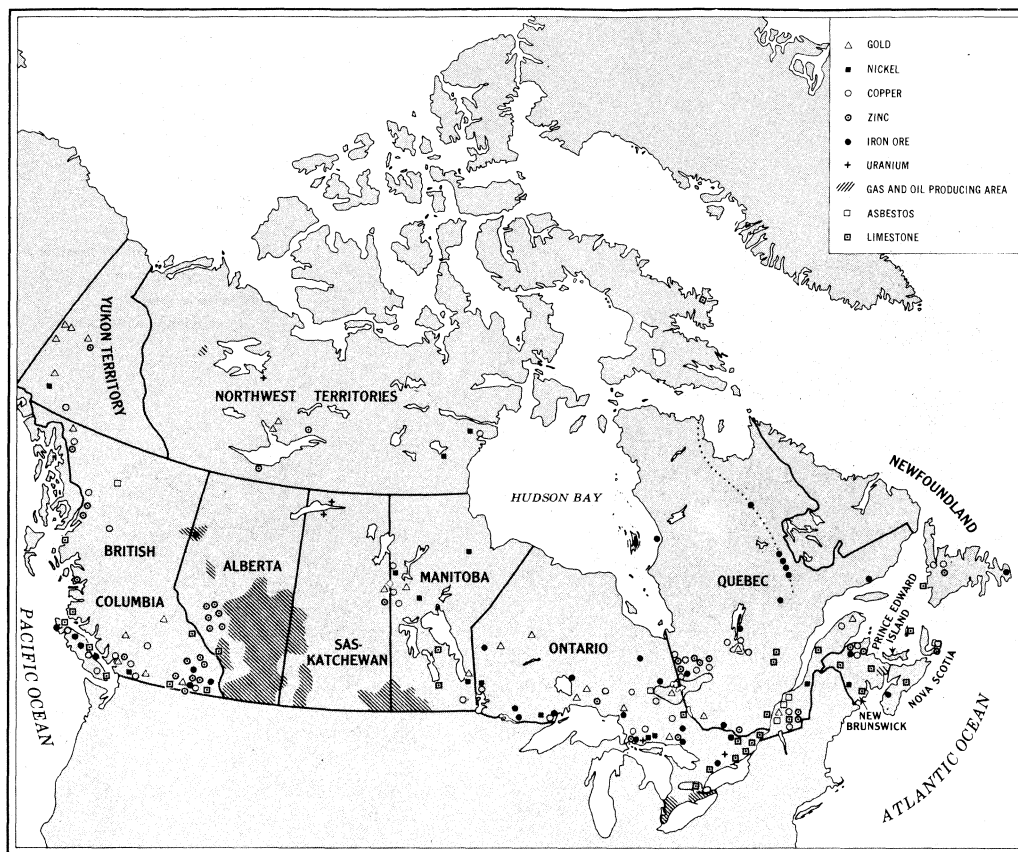 GOLD
NICKEL
COPPER
ZINC
IRON ORE
URANIUM
GAS AND OIL PRODUCING AREA
ASBESTOS
LIMESTONE
YUKON TERRITORY
NORTHWEST TERRITORIES
HUDSON BAY
NEWFOUNDLAND
BRITISH
COLUMBIA
ALBERTA
SAS-
KATCHEWAN
MANITOBA
ONTARIO
QUEBEC
PRINCE EDWARD
ISLAND
NOVA SCOTIA
NEW
BRUNSWICK
PACIFIC OCEAN
ATLANTIC OCEAN